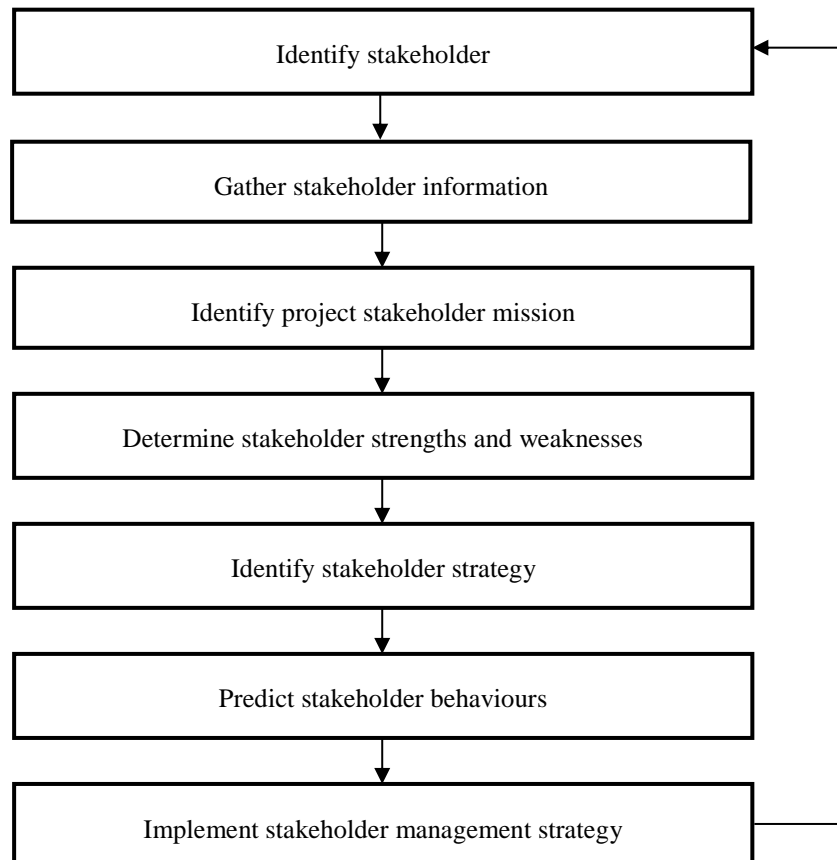 Identify stakeholder
Gather stakeholder information
Identify project stakeholder mission
Determine stakeholder strengths and weaknesses
Identify stakeholder strategy
Predict stakeholder behaviours
Implement stakeholder management strategy